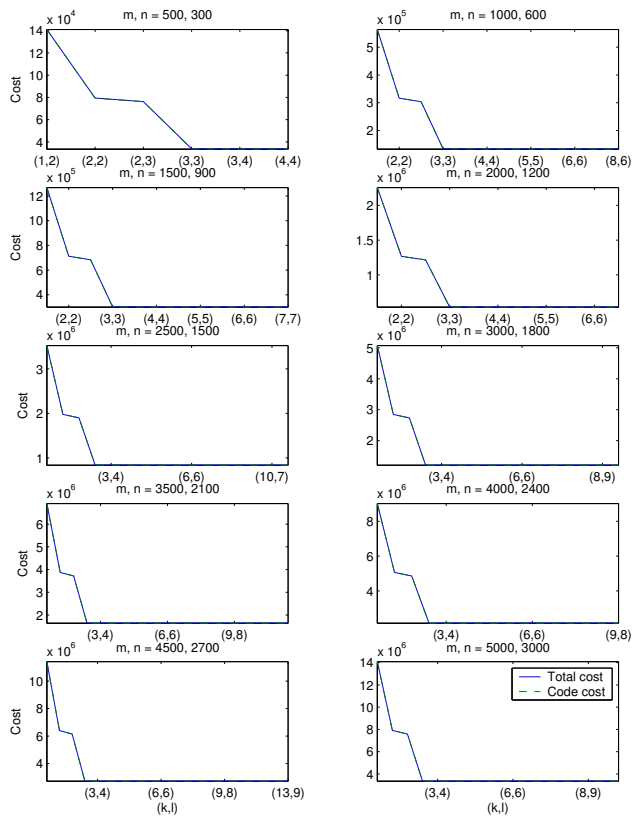 x 10^4 m, n = 500, 300
14
12
10
8
6
4
Cost
(1,2) (2,2) (2,3) (3,3) (3,4) (4,4)
x 10^5 m, n = 1000, 600
5
4
3
2
(2,2) (3,3) (4,4) (5,5) (6,6) (8,6)
x 10^5 m, n = 1500, 900
12
10
8
6
4
Cost
(2,2) (3,3) (4,4) (5,5) (6,6) (7,7)
x 10^6 m, n = 2000, 1200
2
1.5
1
(2,2) (3,3) (4,4) (5,5) (6,6)
x 10^6 m, n = 2500, 1500
3
2
1
Cost
(3,4) (6,6) (10,7)
x 10^6 m, n = 3000, 1800
5
4
3
2
(3,4) (6,6) (8,9)
x 10^6 m, n = 3500, 2100
6
5
4
3
2
Cost
(3,4) (6,6) (9,8)
x 10^6 m, n = 4000, 2400
8
6
4
(3,4) (6,6) (9,8)
x 10^6 m, n = 4500, 2700
10
8
6
4
Cost
(3,4) (6,6) (9,8) (13,9)
(k,l)
x 10^6 m, n = 5000, 3000
14
12
10
8
6
4
Total cost
Code cost
(3,4) (6,6) (8,9)
(k,l)